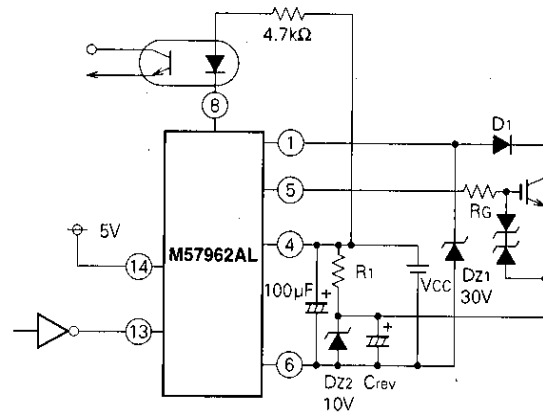 4.7kΩ
8
1
D1
5
RG
5V
M57962AL
4
14
100μF
+
R1
VCC
DZ1
30V
+
13
6
DZ2
10V
Crev